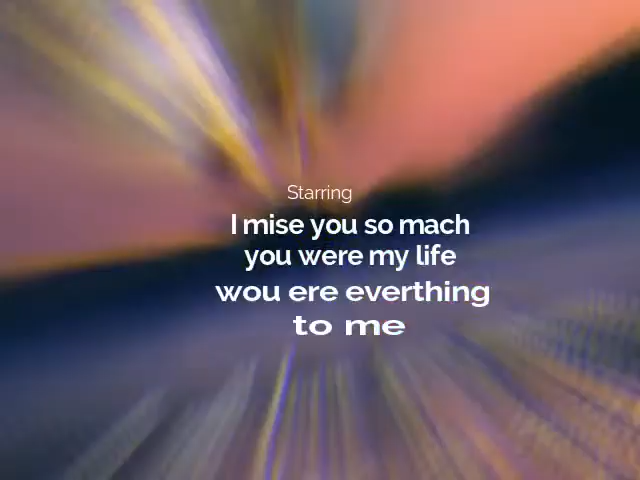 Starring
I mise you so mach
you were my life
wou ere everthing
to me